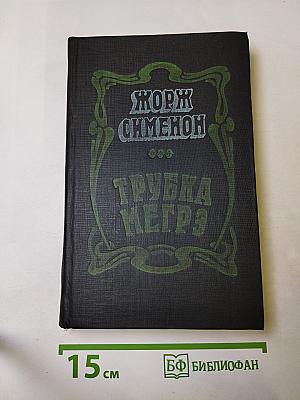 ЖОРЖ
СИМЕНОН
ТРУБКА
МЕГРЭ
15 см
БФ БИБЛИОФАН